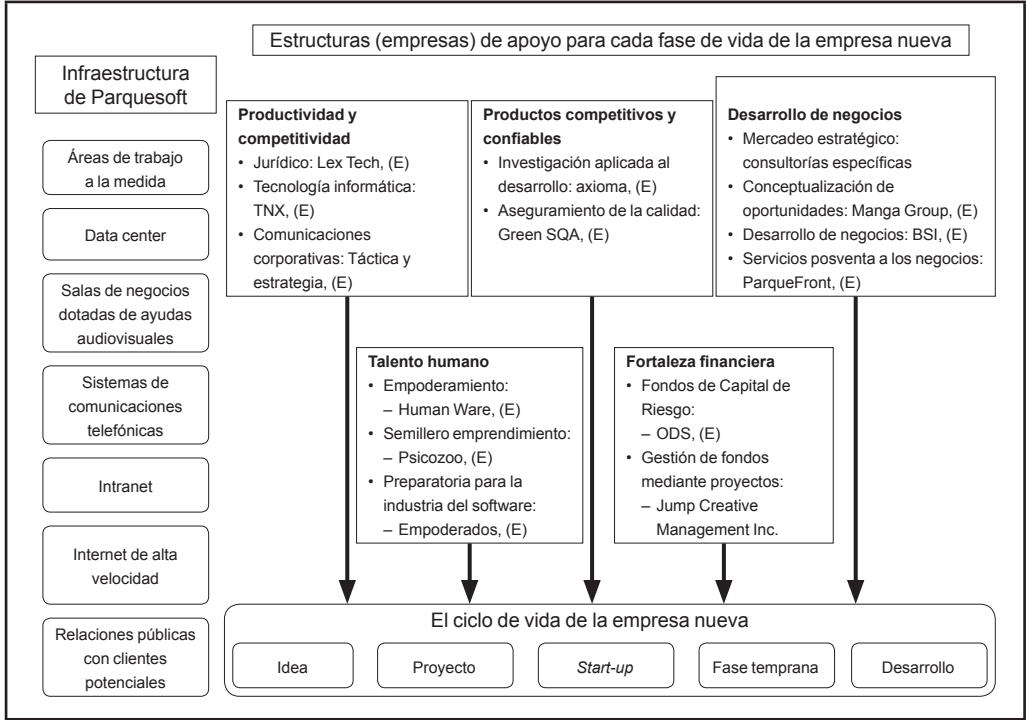 Estructuras (empresas) de apoyo para cada fase de vida de la empresa nueva
Infraestructura
de Parquesoft
Áreas de trabajo
a la medida
Data center
Salas de negocios
dotadas de ayudas
audiovisuales
Sistemas de
comunicaciones
telefónicas
Intranet
Internet de alta
velocidad
Relaciones públicas
con clientes
potenciales
Productividad y
competitividad
• Jurídico: Lex Tech, (E)
• Tecnología informática:
TNX, (E)
• Comunicaciones
corporativas: Táctica y
estrategia, (E)
Productos competitivos y
confiables
• Investigación aplicada al
desarrollo: axioma, (E)
• Aseguramiento de la calidad:
Green SQA, (E)
Desarrollo de negocios
• Mercadeo estratégico:
consultorías específicas
• Conceptualización de
oportunidades: Manga Group, (E)
• Desarrollo de negocios: BSI, (E)
• Servicios posventa a los negocios:
ParqueFront, (E)
Talento humano
• Empoderamiento:
– Human Ware, (E)
• Semillero emprendimiento:
– Psicozoo, (E)
• Preparatoria para la
industria del software:
– Empoderados, (E)
Fortaleza financiera
• Fondos de Capital de
Riesgo:
– ODS, (E)
• Gestión de fondos
mediante proyectos:
– Jump Creative
Management Inc.
El ciclo de vida de la empresa nueva
Idea
Proyecto
Start-up
Fase temprana
Desarrollo